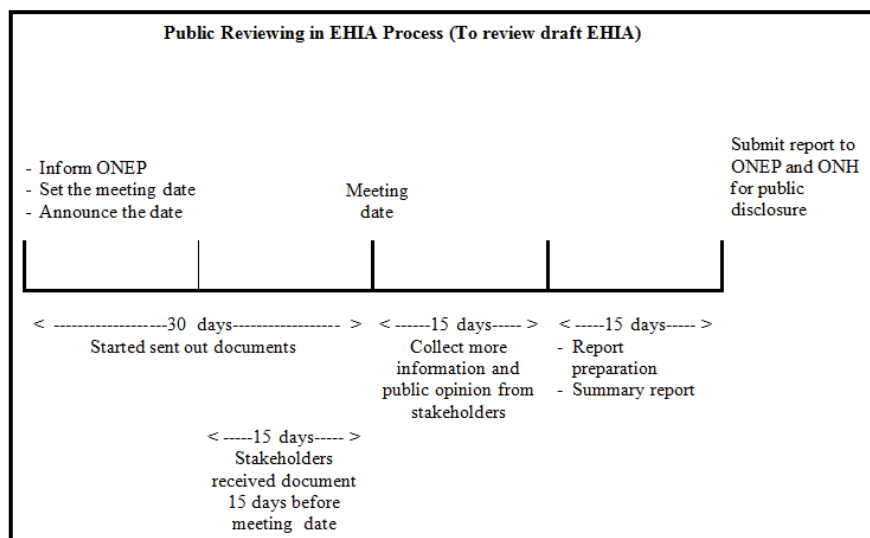 Public Reviewing in EHIA Process (To review draft EHIA)
- Inform ONEP
- Set the meeting date
- Announce the date
Meeting
date
Submit report to
ONEP and ONH
for public
disclosure
< -------------------30 days------------------ >
Started sent out documents
< -----15 days----- >
Stakeholders
received document
15 days before
meeting date
< ------15 days----- >
Collect more
information and
public opinion from
stakeholders
< -----15 days----- >
- Report
preparation
- Summary report